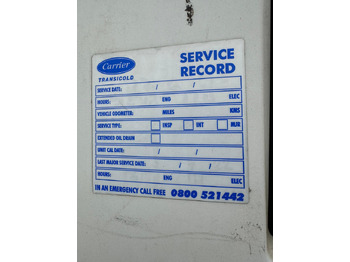 Carrier
TRANSICOLD
SERVICE
RECORD
SERVICE DATE: / /
HOURS: ENG ELEC
VEHICLE ODOMETER: MILES KMS
SERVICE TYPE: INSP INT MJR
EXTENDED OIL DRAIN
UNIT CAL DATE: / /
LAST MAJOR SERVICE DATE: / /
HOURS: ENG ELEC
IN AN EMERGENCY CALL FREE 0800 521442